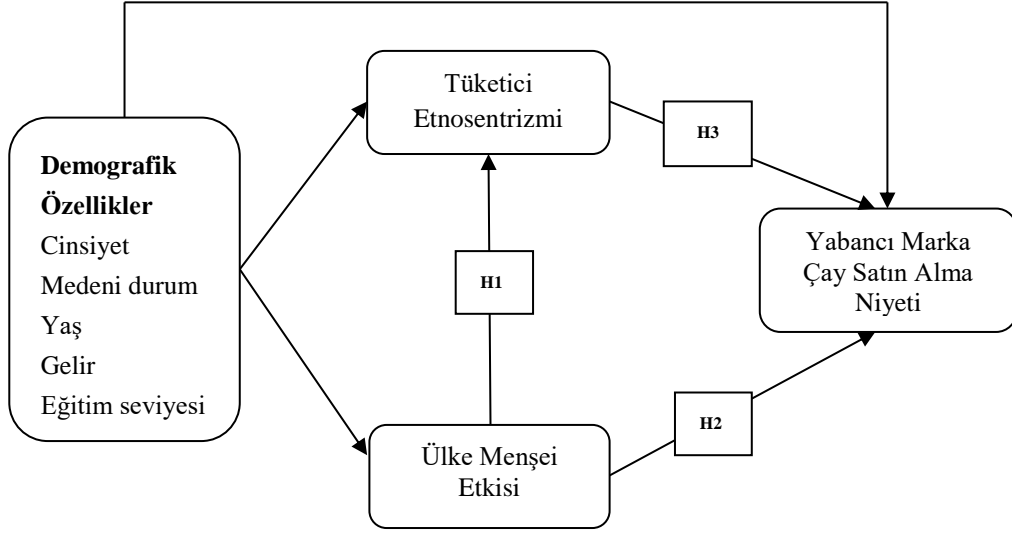 Demografik
Özellikler
Cinsiyet
Medeni durum
Yaş
Gelir
Eğitim seviyesi
Tüketici
Etnosentrizmi
H1
Ülke Menşei
Etkisi
H3
H2
Yabancı Marka
Çay Satın Alma
Niyeti